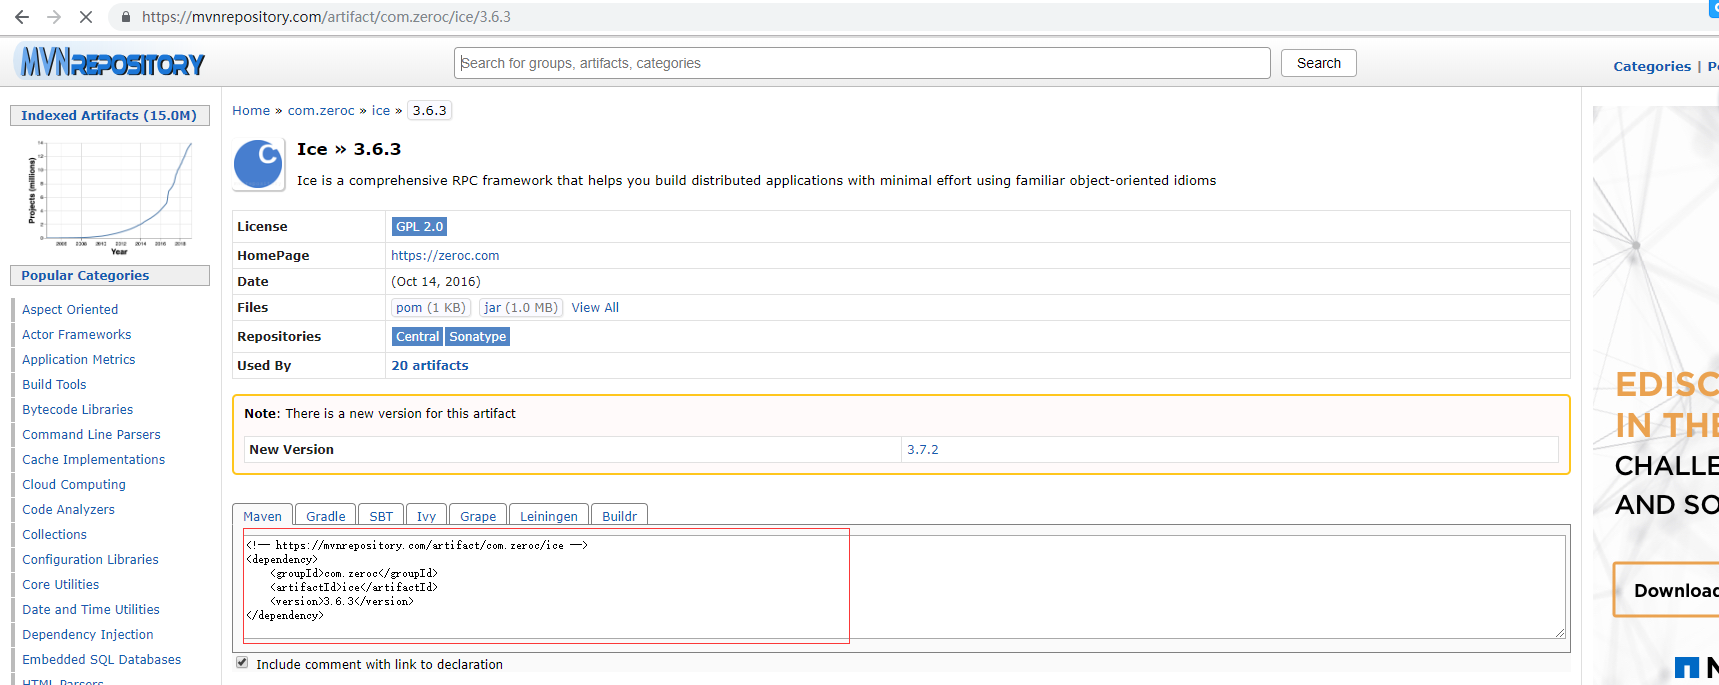 https://mvnrepository.com/artifact/com.zeroc/ice/3.6.3
MVNREPOSITORY
Search for groups, artifacts, categories
Search
Categories | P
Indexed Artifacts (15.0M)
Projects (millions)
Year
Popular Categories
Aspect Oriented
Actor Frameworks
Application Metrics
Build Tools
Bytecode Libraries
Command Line Parsers
Cache Implementations
Cloud Computing
Code Analyzers
Collections
Configuration Libraries
Core Utilities
Date and Time Utilities
Dependency Injection
Embedded SQL Databases
HTML Parsers
Home » com.zeroc » ice » 3.6.3
C
Ice » 3.6.3
Ice is a comprehensive RPC framework that helps you build distributed applications with minimal effort using familiar object-oriented idioms
License GPL 2.0
HomePage https://zeroc.com
Date (Oct 14, 2016)
Files pom (1 KB) jar (1.0 MB) View All
Repositories Central Sonatype
Used By 20 artifacts
Note: There is a new version for this artifact
New Version 3.7.2
Maven Gradle SBT Ivy Grape Leiningen Buildr
<!-- https://mvnrepository.com/artifact/com.zeroc/ice -->
<dependency>
<groupId>com.zeroc</groupId>
<artifactId>ice</artifactId>
<version>3.6.3</version>
</dependency>
Include comment with link to declaration
EDISC
IN THE
CHALLE
AND SO
Download
N